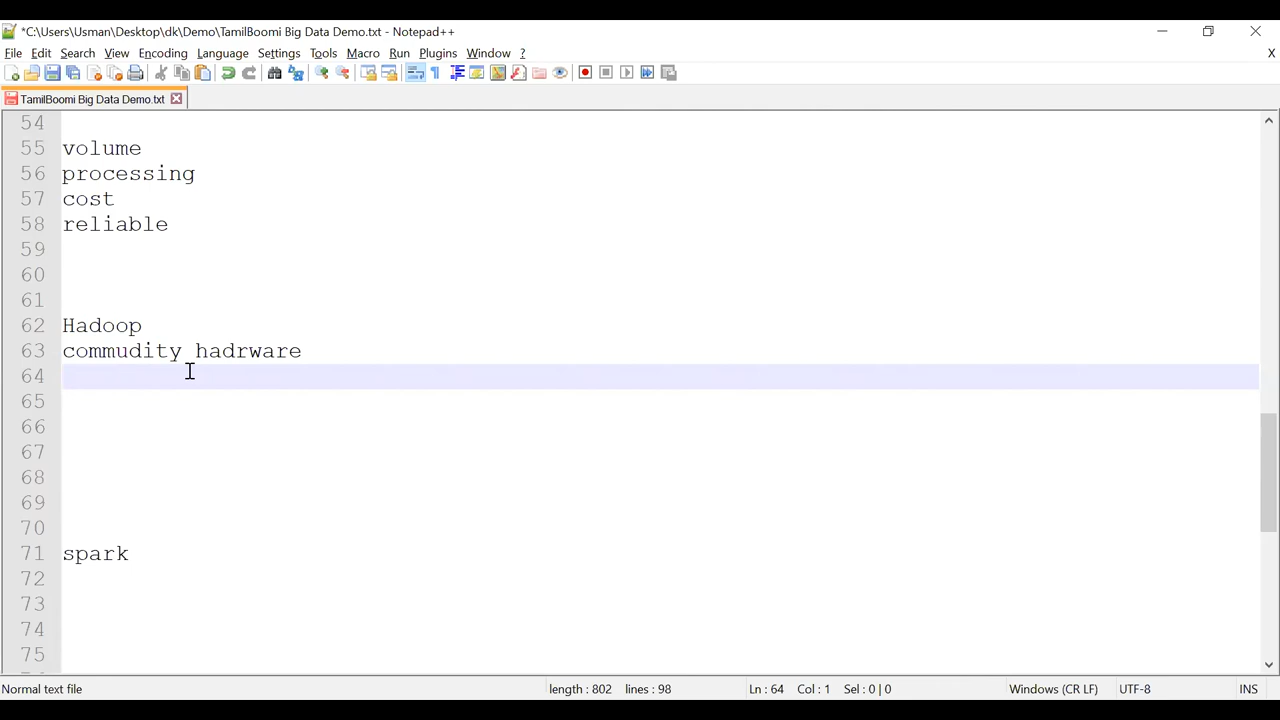 *C:\Users\Usman\Desktop\dk\Demo\TamilBoomi Big Data Demo.txt - Notepad++
File Edit Search View Encoding Language Settings Tools Macro Run Plugins Window ? X
TamilBoomi Big Data Demo.txt
54
55 volume
56 processing
57 cost
58 reliable
59
60
61
62 Hadoop
63 commudity hadrware
64
65
66
67
68
69
70
71 spark
72
73
74
75
Normal text file length : 802 lines : 98 Ln : 64 Col : 1 Sel : 0 | 0 Windows (CR LF) UTF-8 INS